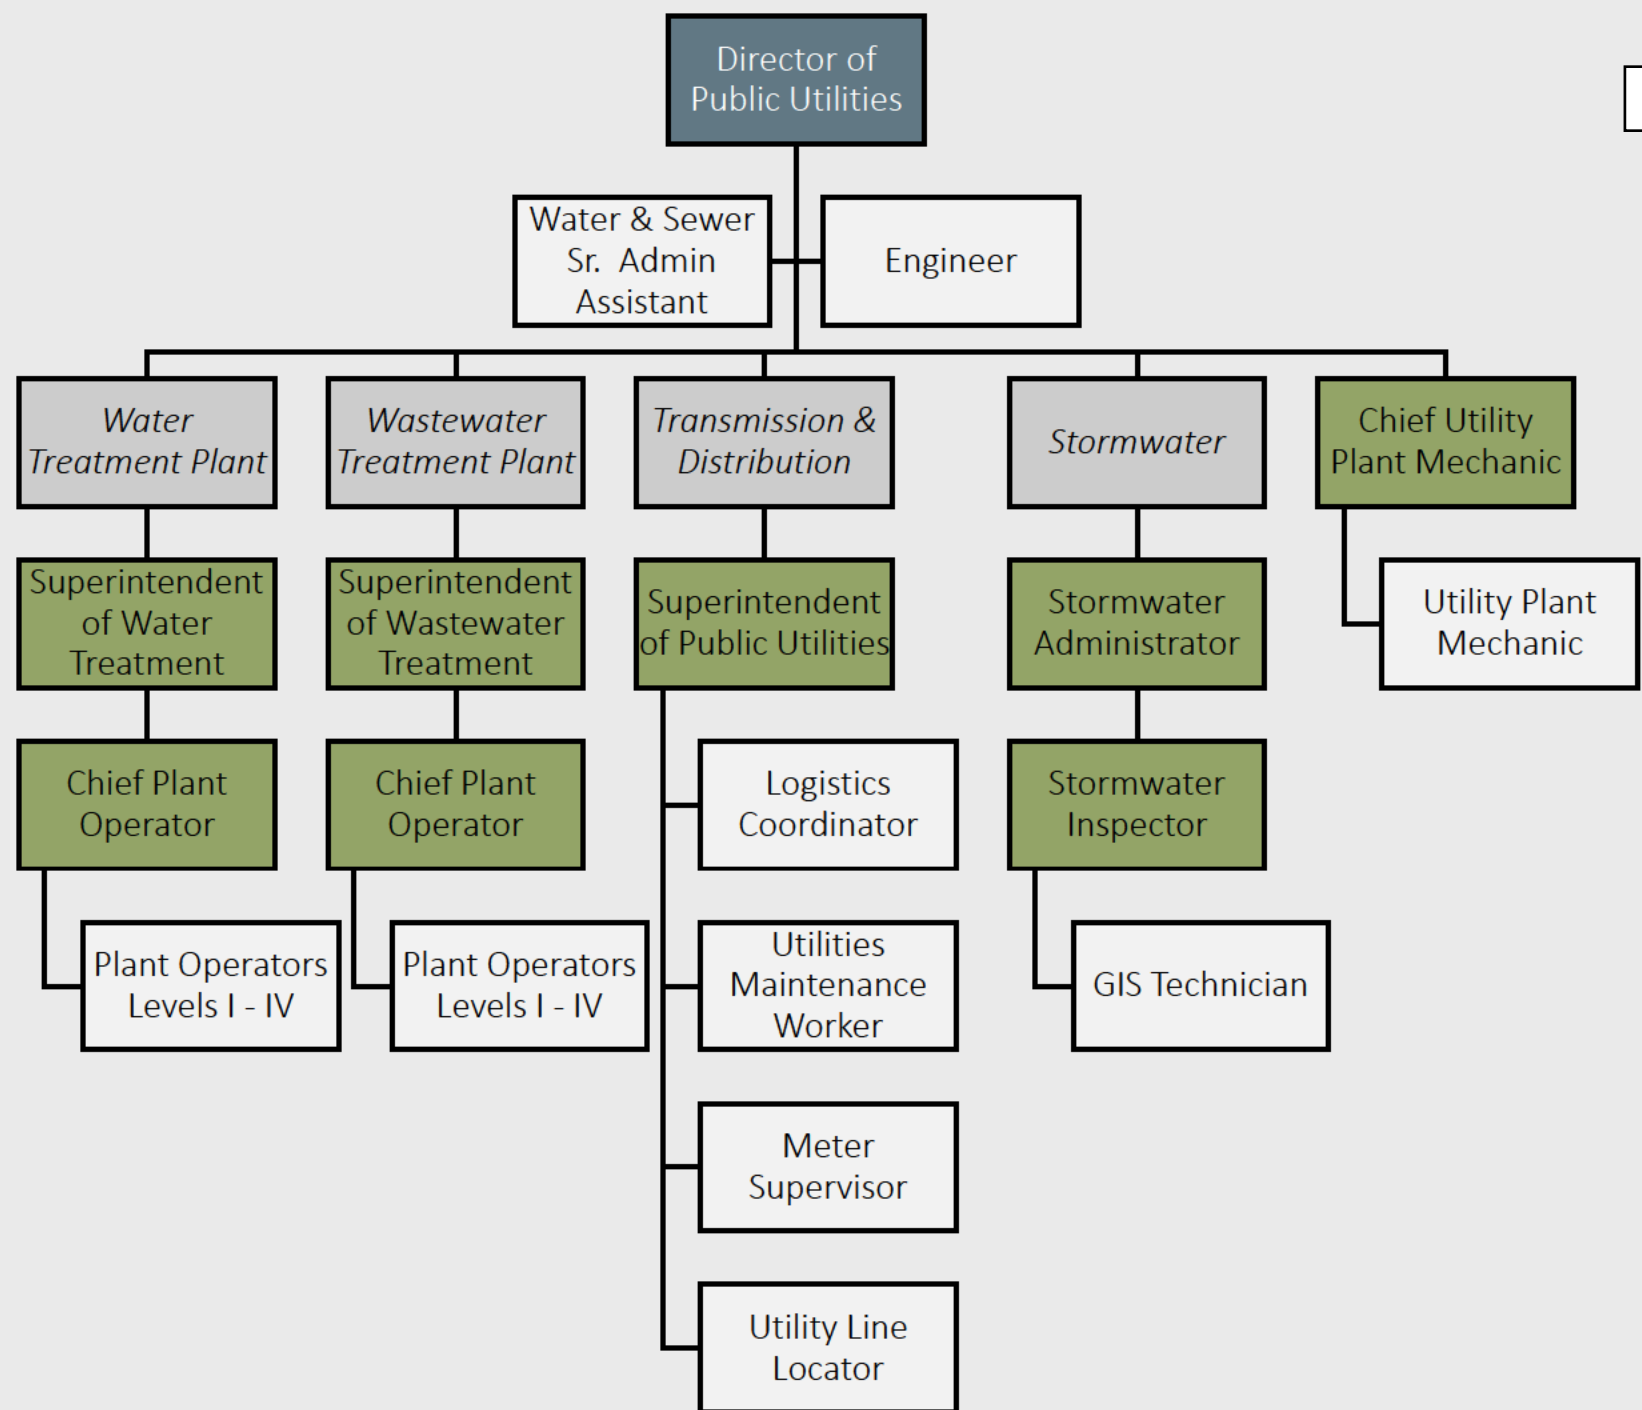 Director of
Public Utilities
Water & Sewer
Sr.  Admin
Assistant
Engineer
Water
Treatment Plant
Wastewater
Treatment Plant
Transmission &
Distribution
Stormwater
Chief Utility
Plant Mechanic
Superintendent
of Water
Treatment
Superintendent
of Wastewater
Treatment
Superintendent
of Public Utilities
Stormwater
Administrator
Utility Plant
Mechanic
Chief Plant
Operator
Chief Plant
Operator
Logistics
Coordinator
Stormwater
Inspector
Plant Operators
Levels I - IV
Plant Operators
Levels I - IV
Utilities
Maintenance
Worker
GIS Technician
Meter
Supervisor
Utility Line
Locator